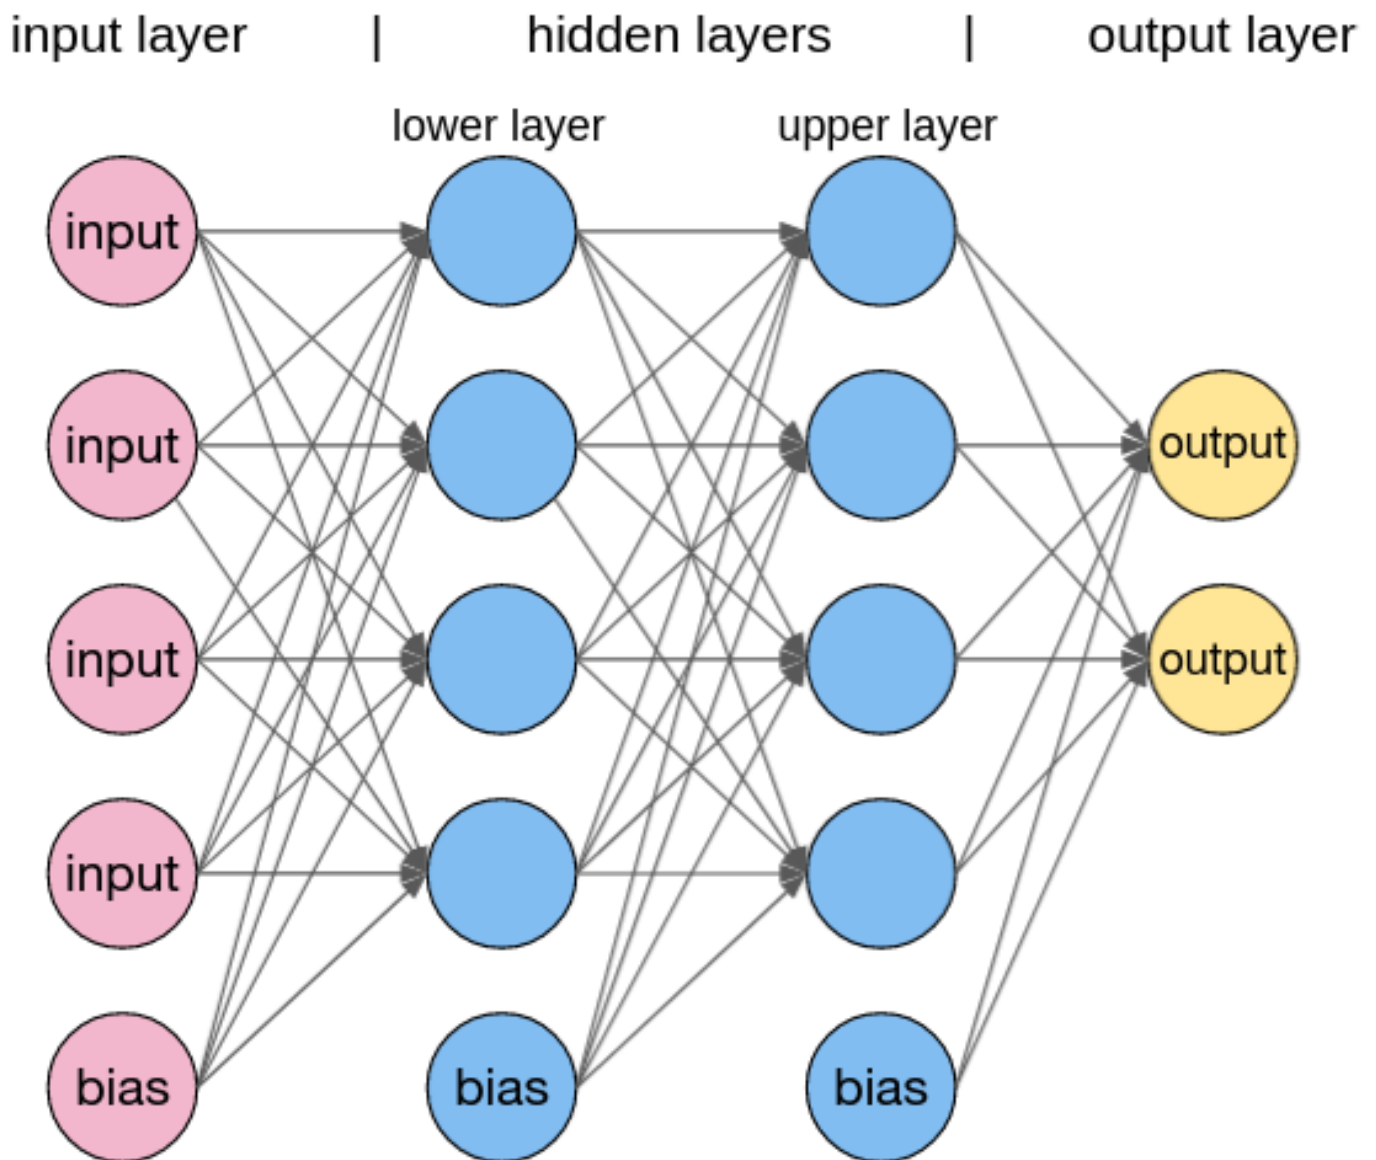 input layer | hidden layers | output layer
lower layer upper layer
input
input output
input output
input
bias bias bias